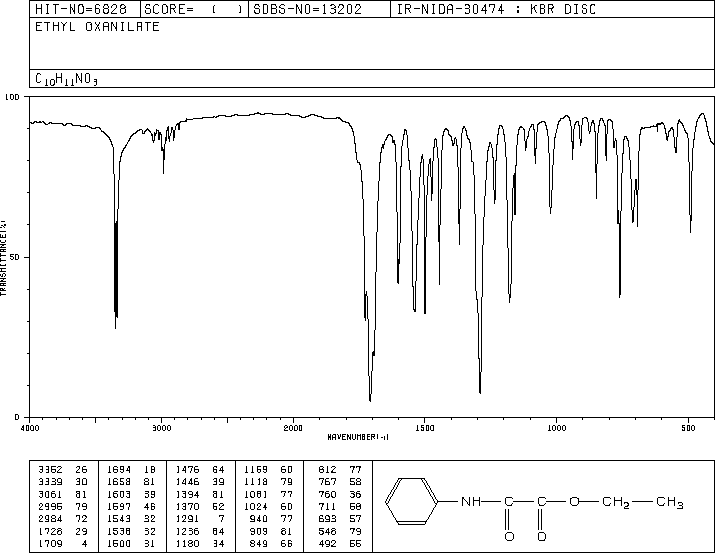 HIT-NO=6828 SCORE= ( ) SDBS-NO=13202 IR-NIDA-30474 : KBR DISC
ETHYL OXANILATE
C10H11NO3
100
50
0
TRANSMITTANCE(%)
4000 3000 2000 1500 1000 500
WAVENUMBER(-1)
3352 26 1694 18 1476 64 1159 60 812 77
3339 30 1658 81 1446 39 1118 79 767 58
3061 81 1603 39 1394 81 1081 77 760 36
2995 79 1597 46 1370 52 1024 60 711 58
2984 72 1543 32 1291 7 940 77 693 57
1728 29 1538 32 1236 64 909 81 548 79
1709 4 1500 31 1180 34 849 66 492 55
NH C C O CH2 CH3
O O